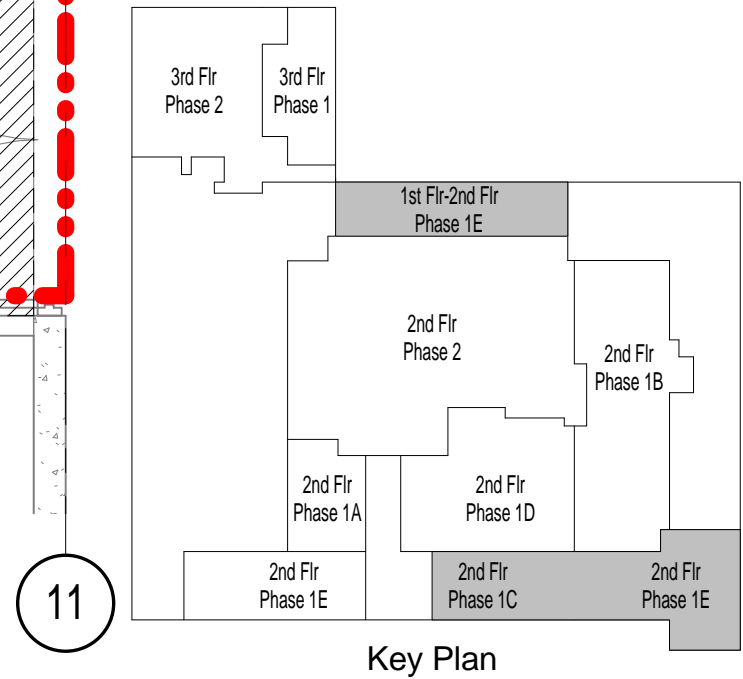 3rd Flr
Phase 2
3rd Flr
Phase 1
1st Flr-2nd Flr
Phase 1E
2nd Flr
Phase 2
2nd Flr
Phase 1B
2nd Flr
Phase 1A
2nd Flr
Phase 1D
2nd Flr
Phase 1E
2nd Flr
Phase 1C
2nd Flr
Phase 1E
11
Key Plan